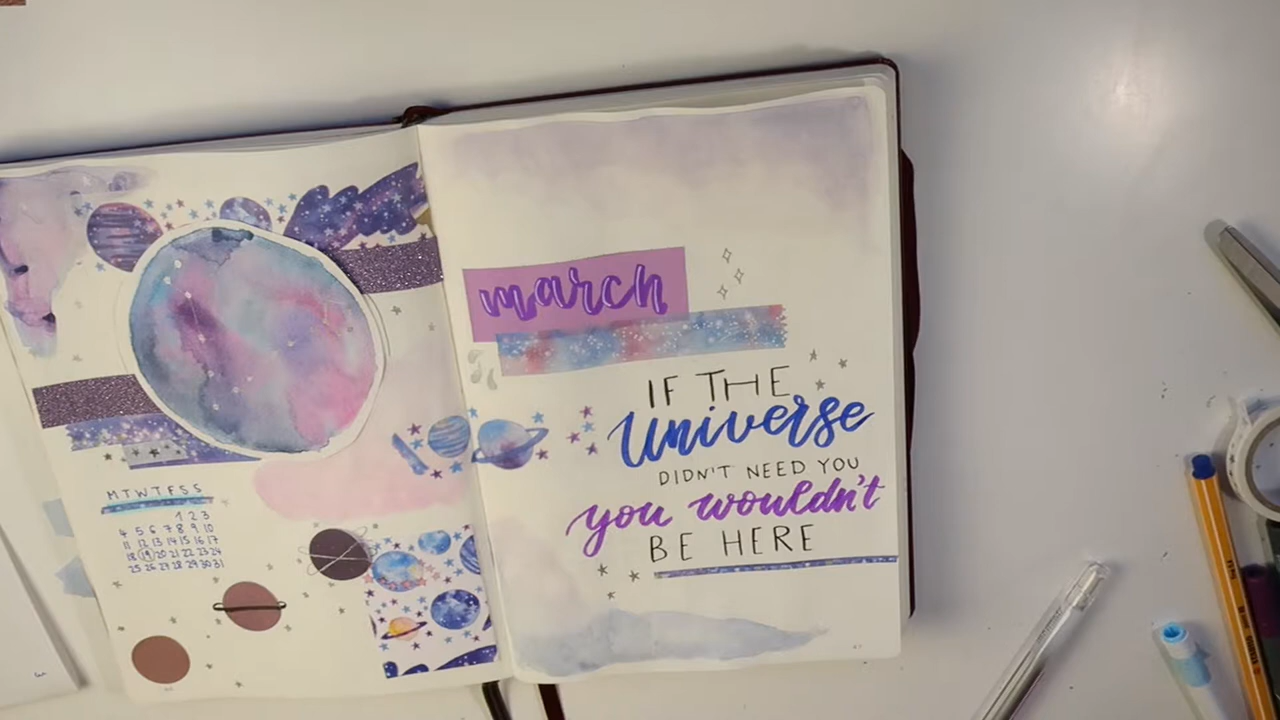 M T W T F S S
1 2 3
4 5 6 7 8 9 10
11 12 13 14 15 16 17
18 19 20 21 22 23 24
25 26 27 28 29 30 31
march
IF THE
universe
DIDN'T NEED YOU
you wouldn't
BE HERE